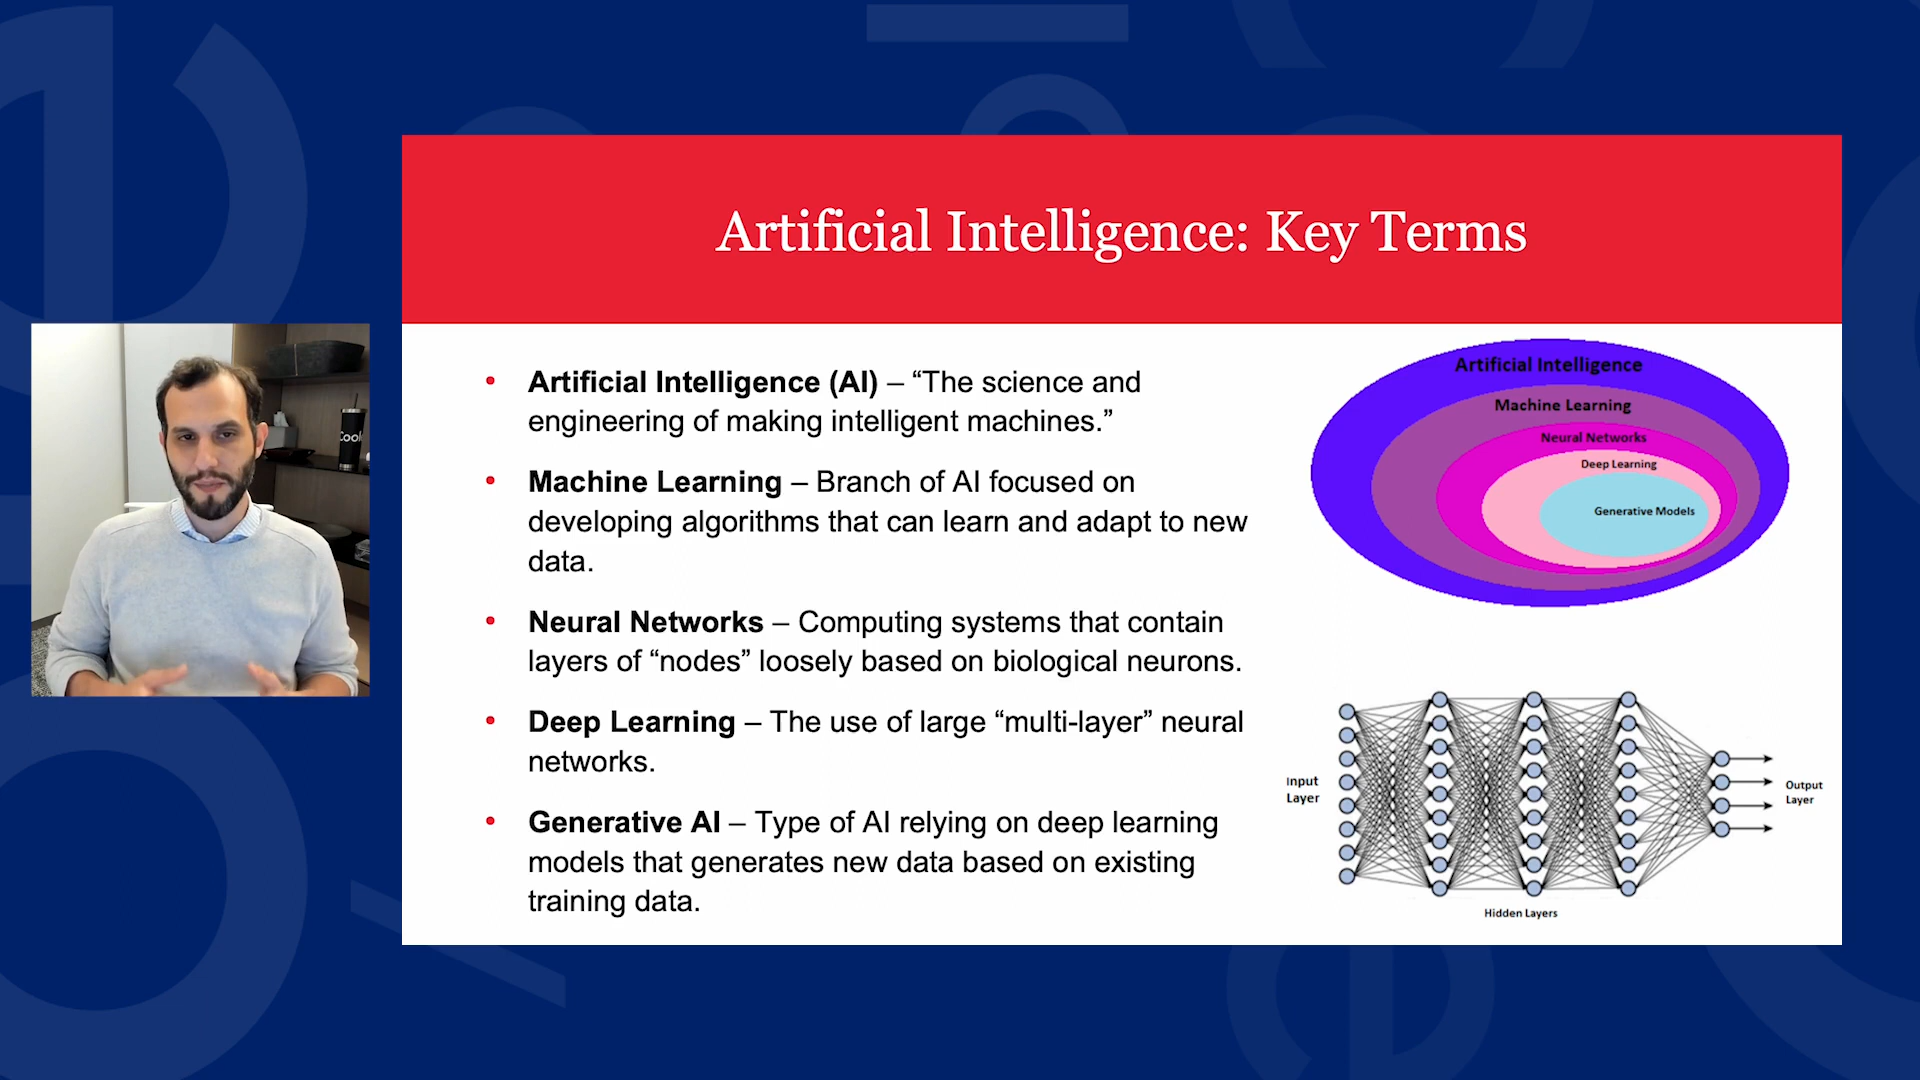 Artificial Intelligence: Key Terms
Cool
• Artificial Intelligence (AI) – “The science and
engineering of making intelligent machines.”
• Machine Learning – Branch of AI focused on
developing algorithms that can learn and adapt to new
data.
• Neural Networks – Computing systems that contain
layers of “nodes” loosely based on biological neurons.
• Deep Learning – The use of large “multi-layer” neural
networks.
• Generative AI – Type of AI relying on deep learning
models that generates new data based on existing
training data.
Artificial Intelligence
Machine Learning
Neural Networks
Deep Learning
Generative Models
Input
Layer
Output
Layer
Hidden Layers